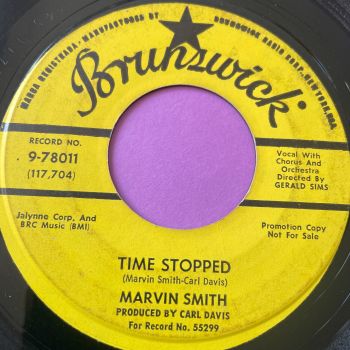 MARCA REGISTRADA · MANUFACTURED BY BRUNSWICK RADIO CORP., NEW YORK, USA
Brunswick
RECORD NO.
9-78011
(117,704)
Vocal With
Chorus And
Orchestra
Directed By
GERALD SIMS
Jalynne Corp, And
BRC Music (BMI)
Promotion Copy
Not For Sale
TIME STOPPED
(Marvin Smith-Carl Davis)
MARVIN SMITH
PRODUCED BY CARL DAVIS
For Record No. 55299